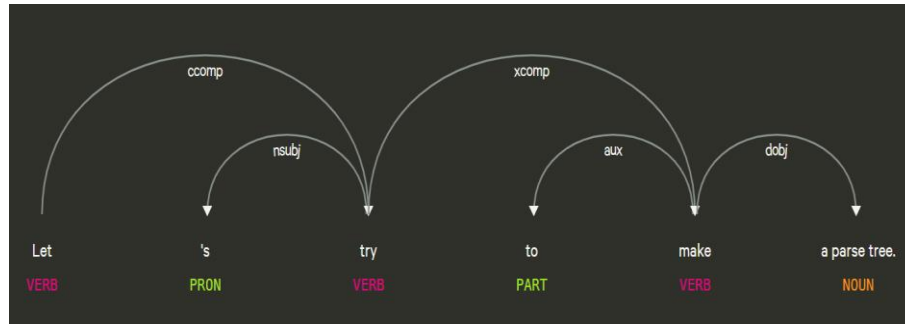 ccomp xcomp
nsubj aux dobj
Let 's try to make a parse tree.
VERB PRON VERB PART VERB NOUN